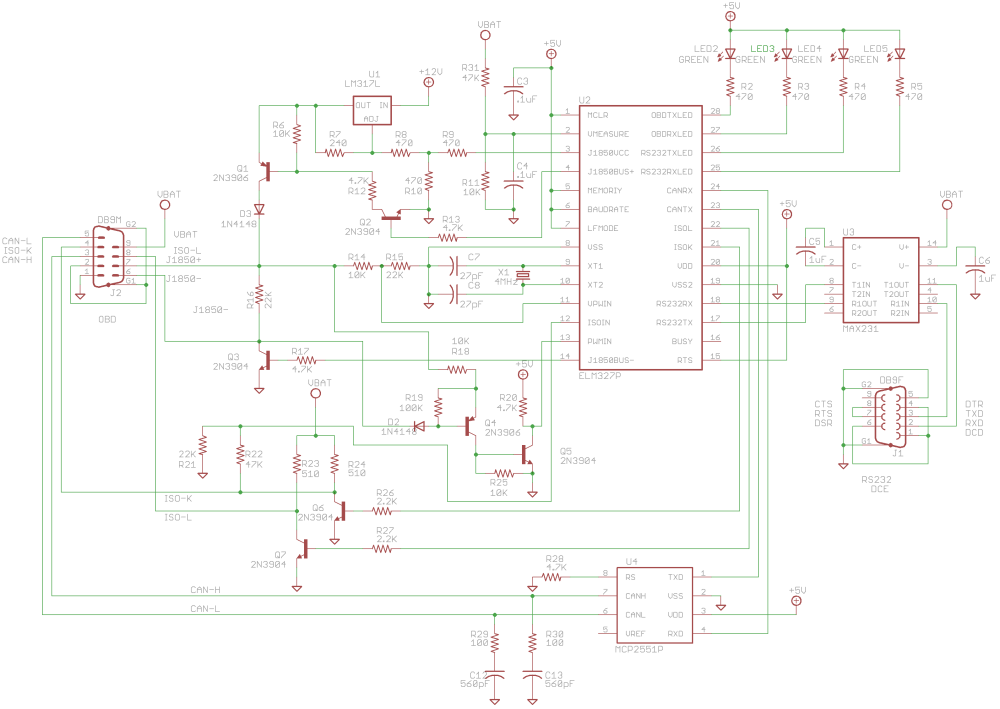 +5V
LED2 GREEN
LED3 GREEN
LED4 GREEN
LED5 GREEN
R2 470
R3 470
R4 470
R5 470
VBAT
+5V
R31 47K
C3 .1uF
C4 .1uF
R11 10K
+12V
U1
LM317L
OUT IN
ADJ
R6 10K
R7 240
R8 470
R9 470
470 R10
4.7K R12
Q1 2N3906
Q2 2N3904
D3 1N4148
R13 4.7K
U2
1 MCLR
2 VMEASURE
3 J1850VCC
4 J1850BUS+
5 MEMORIY
6 BAUDRATE
7 LFMODE
8 VSS
9 XT1
10 XT2
11 VPWIN
12 ISOIN
13 PWMIN
14 J1850BUS-
OBDTXLED 28
OBDRXLED 27
RS232TXLED 26
RS232RXLED 25
CANRX 24
CANTX 23
ISOL 22
ISOK 21
VDD 20
VSS2 19
RS232RX 18
RS232TX 17
BUSY 16
RTS 15
ELM327P
VBAT
CAN-L
ISO-K
CAN-H
DB9M
G2
5
4
3
2
1
9
8
7
6
G1
J2
OBD
VBAT
ISO-L
J1850+
J1850-
J1850-
R14 10K
R15 22K
R16 22K
C7 27pF
C8 27pF
X1 4MHz
+5V
VBAT
U3
1 C+
2 C-
8 T1IN
7 T2IN
9 R1OUT
6 R2OUT
V+ 14
V- 3
T1OUT 11
T2OUT 4
R1IN 10
R2IN 5
MAX231
C5 1uF
C6 1uF
Q3 2N3904
R17 4.7K
10K R18
VBAT
R19 100K
D2 1N4148
+5V
R20 4.7K
Q4 2N3906
Q5 2N3904
R25 10K
22K R21
R22 47K
R23 510
R24 510
Q6 2N3904
R26 2.2K
Q7 2N3904
R27 2.2K
ISO-K
ISO-L
CTS
RTS
DSR
DB9F
G2
9
8
7
6
G1
5
4
3
2
1
J1
DTR
TXD
RXD
DCD
RS232
DCE
CAN-H
CAN-L
R28 4.7K
U4
8 RS
7 CANH
6 CANL
5 VREF
TXD 1
VSS 2
VDD 3
RXD 4
MCP2551P
+5V
R29 100
R30 100
C12 560pF
C13 560pF